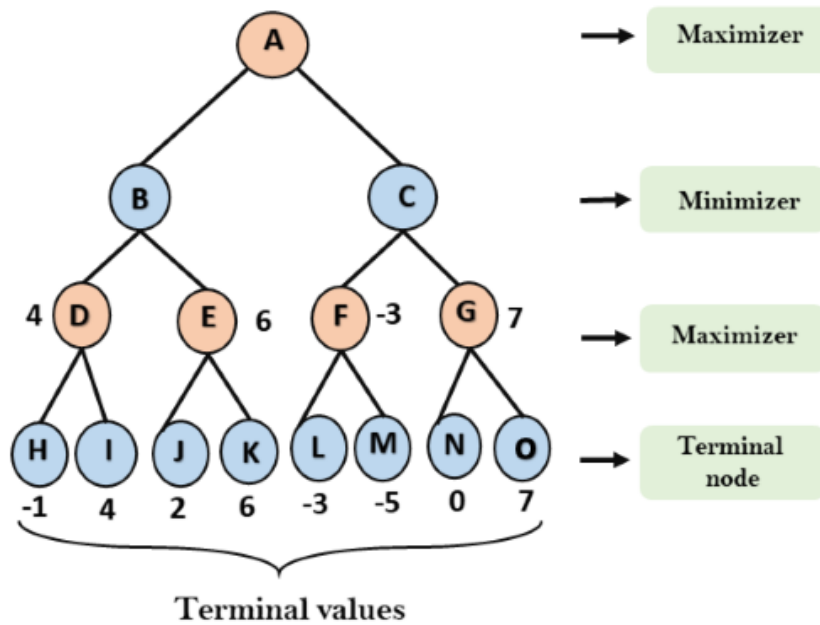 A
Maximizer
B
C
Minimizer
4 D
E 6
F -3
G 7
Maximizer
H I J K L M N O
Terminal
node
-1 4 2 6 -3 -5 0 7
Terminal values